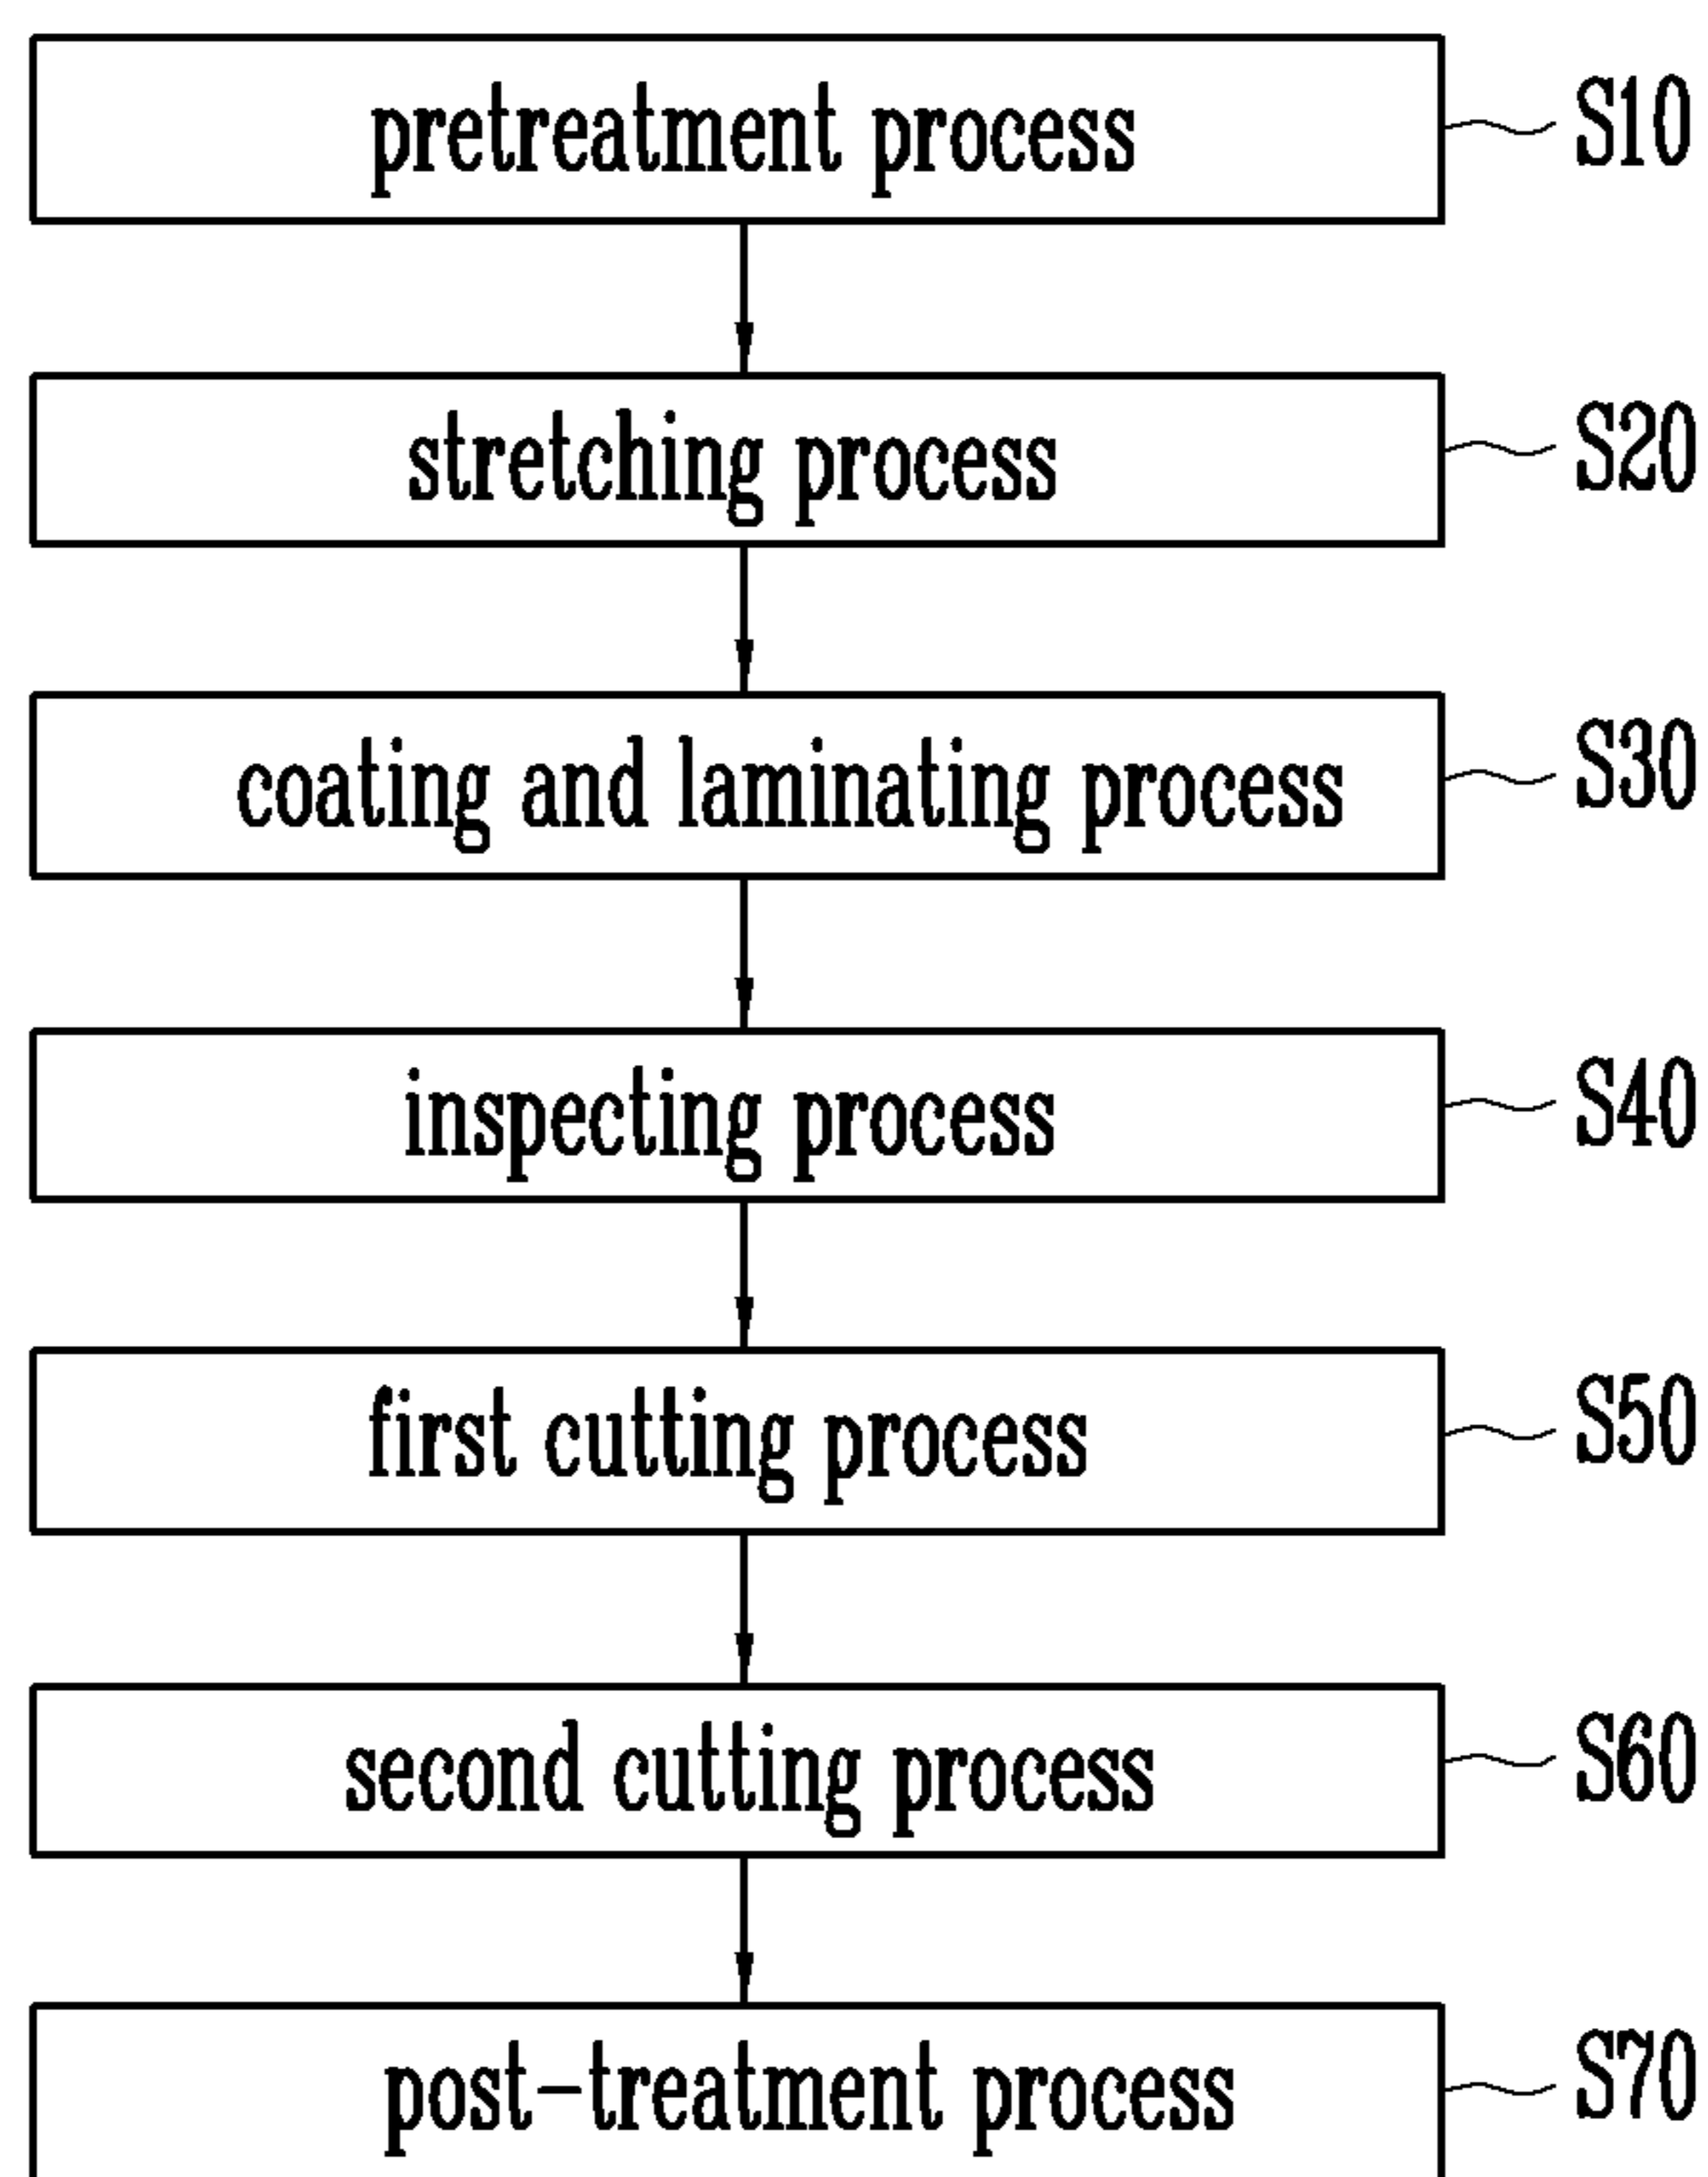 pretreatment process S10
stretching process S20
coating and laminating process S30
inspecting process S40
first cutting process S50
second cutting process S60
post-treatment process S70